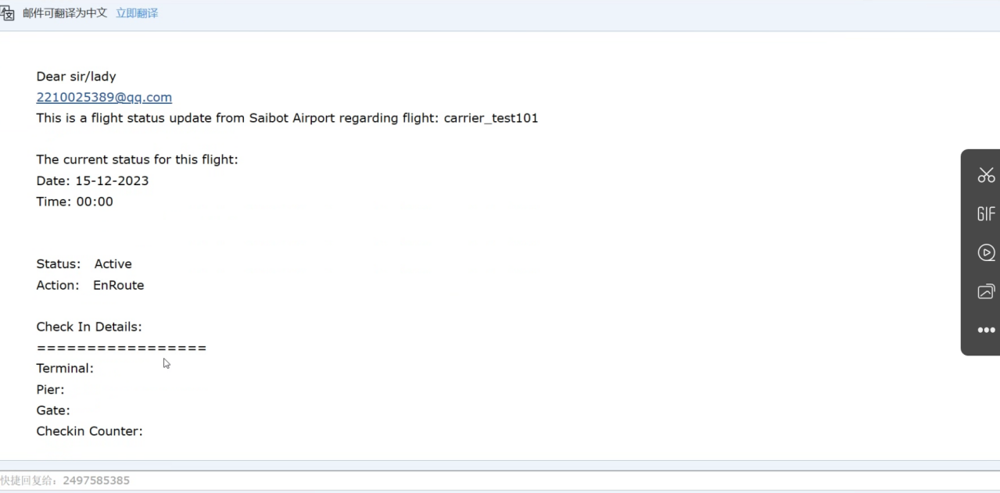 邮件可翻译为中文 立即翻译
Dear sir/lady
2210025389@qq.com
This is a flight status update from Saibot Airport regarding flight: carrier_test101
The current status for this flight:
Date: 15-12-2023
Time: 00:00
Status: Active
Action: EnRoute
Check In Details:
=================
Terminal:
Pier:
Gate:
Checkin Counter:
GIF
快捷回复给：2497585385